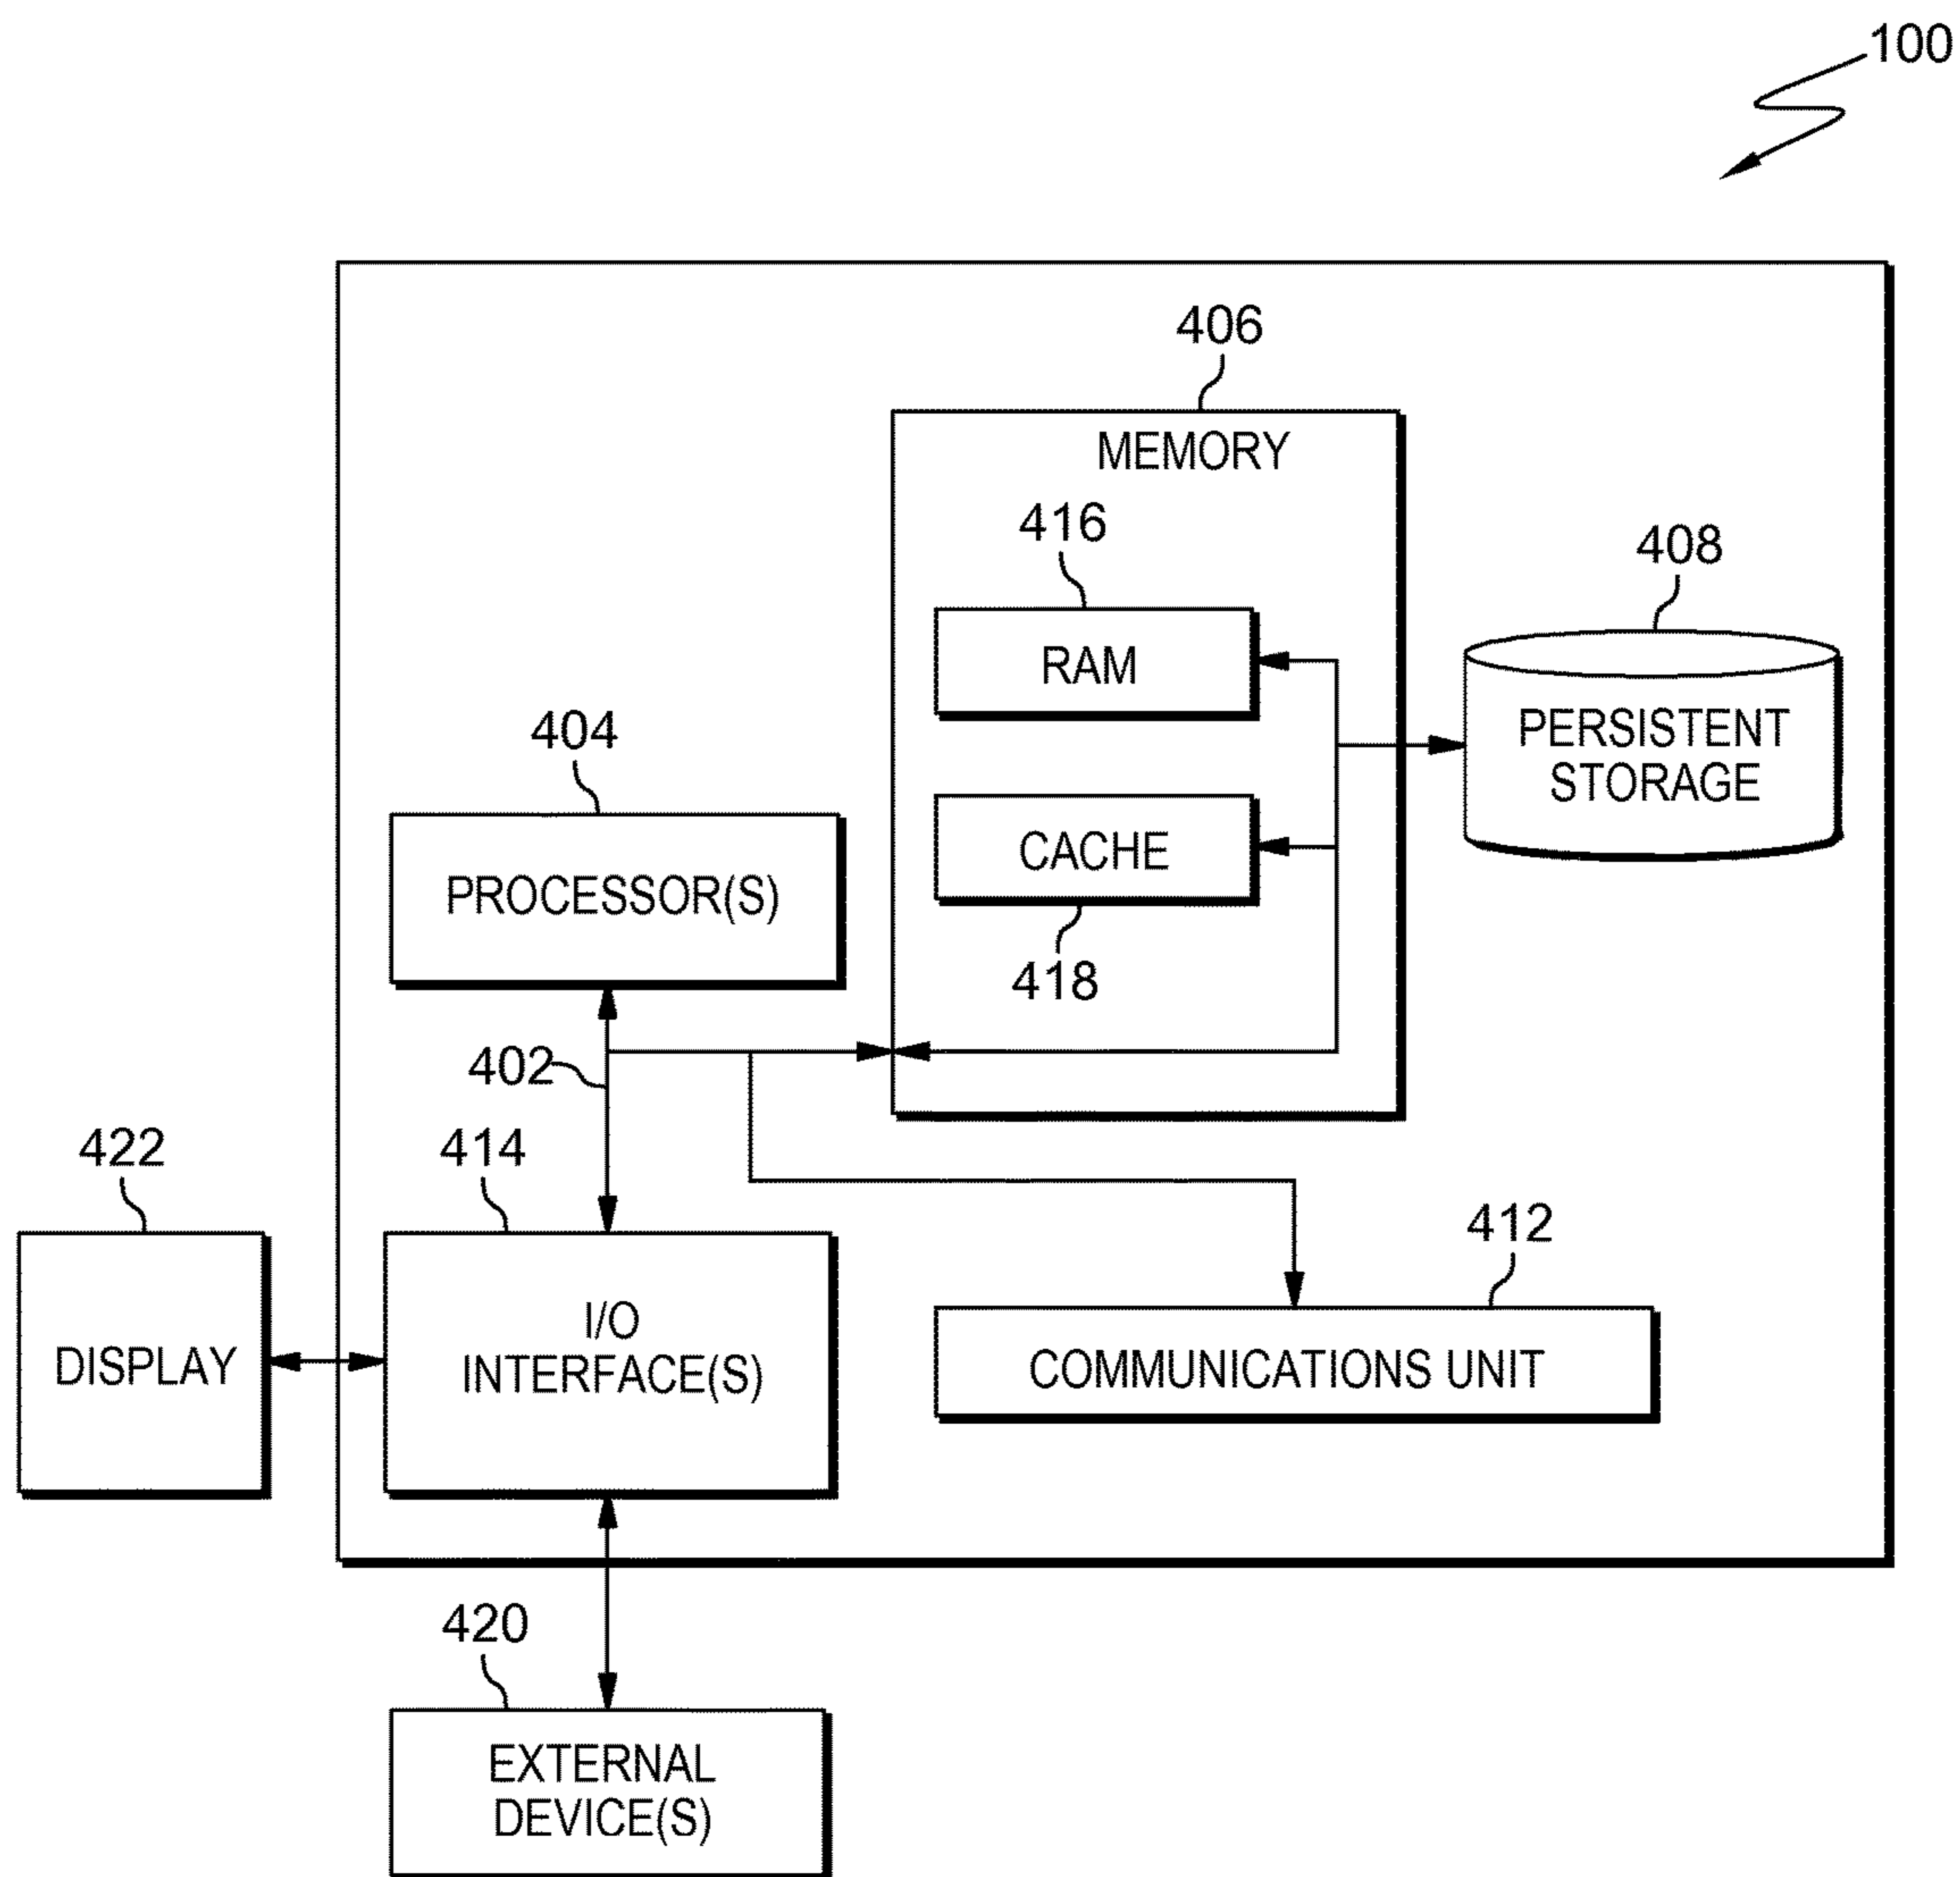 100
406
MEMORY
416
RAM
408
PERSISTENT
STORAGE
404
PROCESSOR(S)
CACHE
418
402
414
422
412
DISPLAY
I/O
INTERFACE(S)
COMMUNICATIONS UNIT
420
EXTERNAL
DEVICE(S)